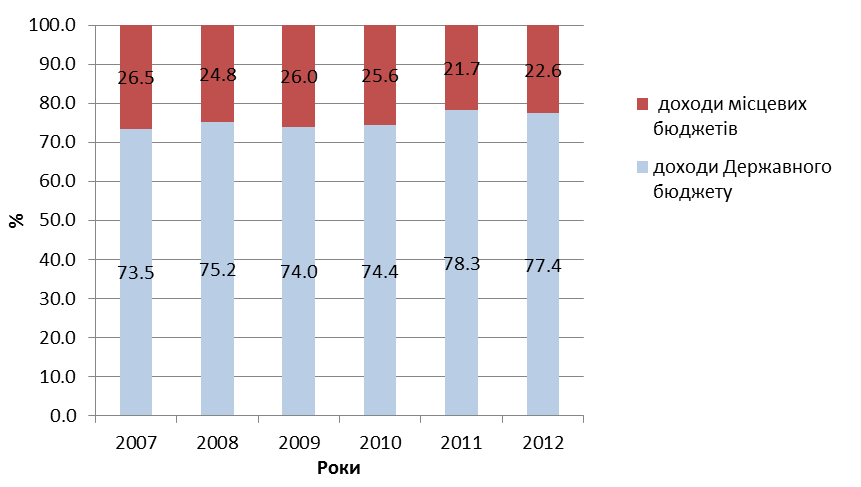 100.0
90.0
80.0
70.0
60.0
50.0
40.0
30.0
20.0
10.0
0.0
%
26.5 24.8 26.0 25.6 21.7 22.6
73.5 75.2 74.0 74.4 78.3 77.4
2007 2008 2009 2010 2011 2012
Роки
доходи місцевих
бюджетів
доходи Державного
бюджету